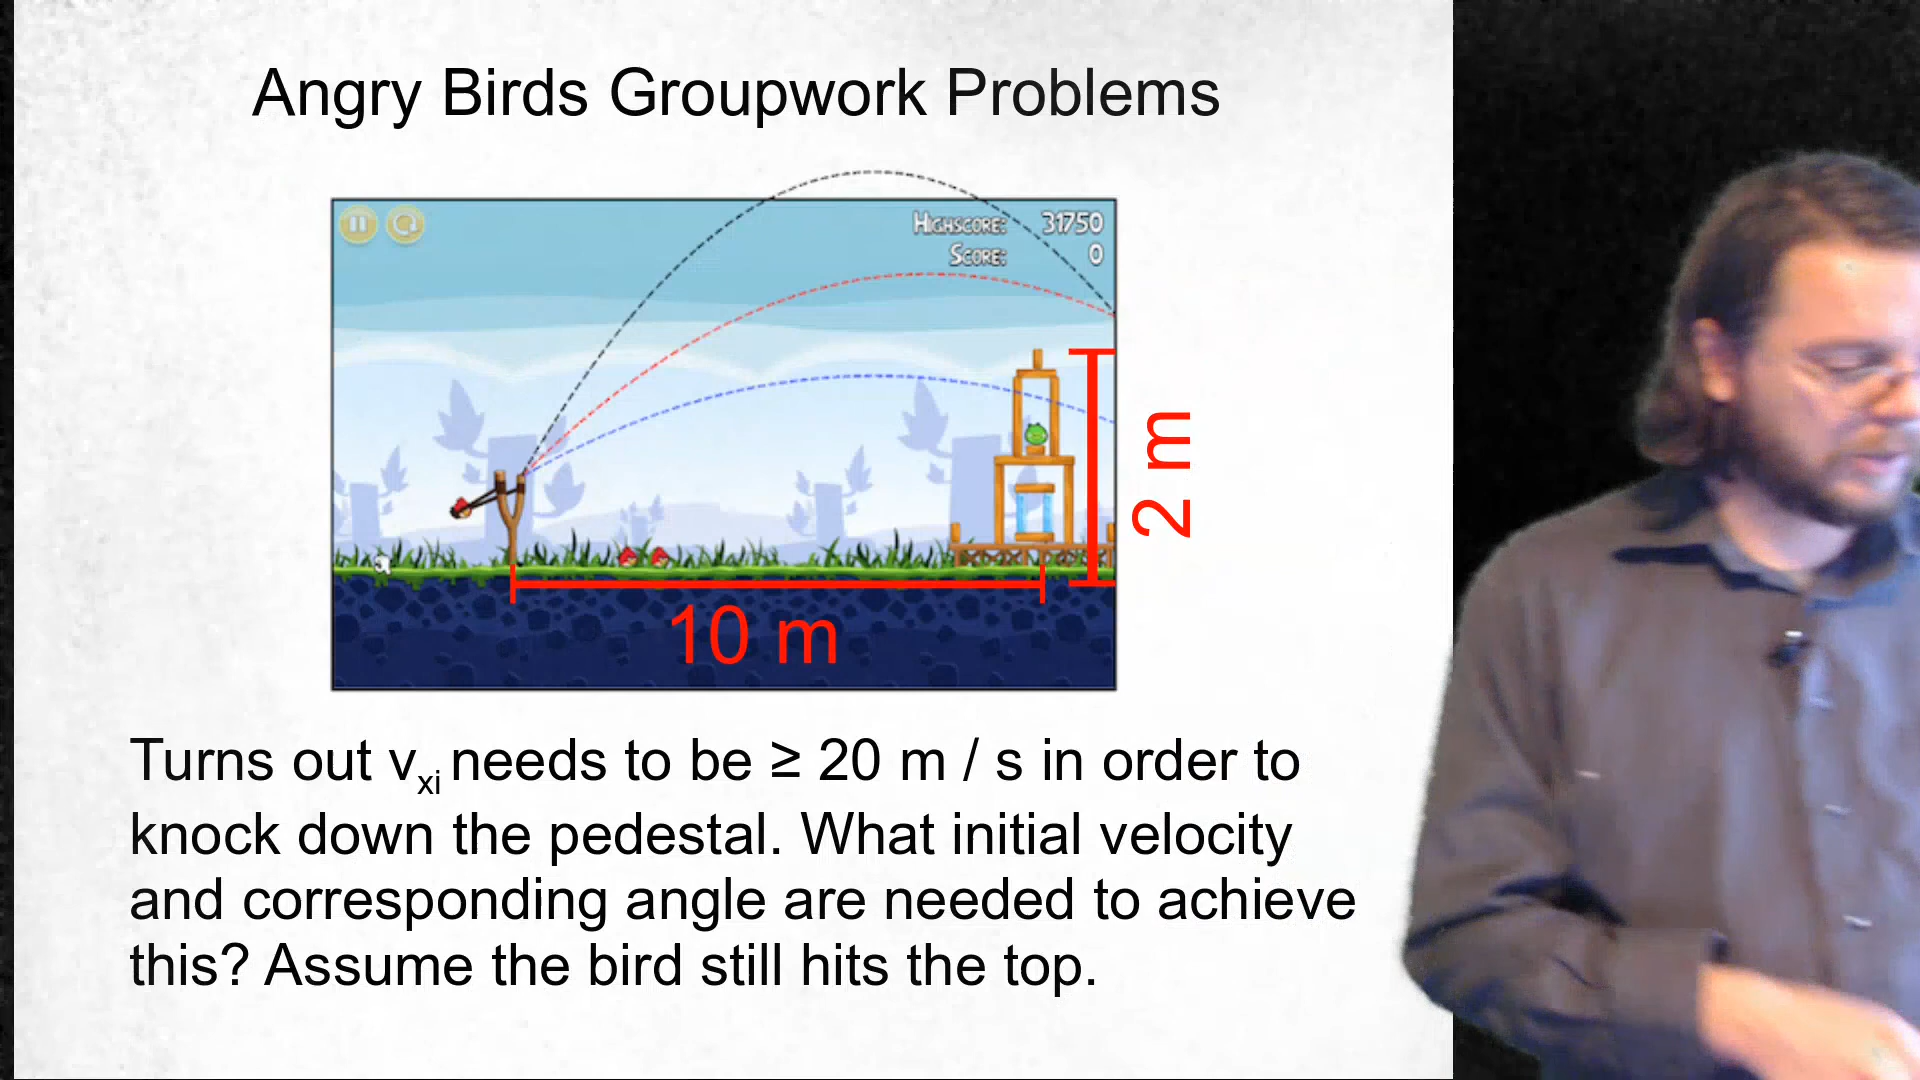 Angry Birds Groupwork Problems
HIGHSCORE: 31750
SCORE: 0
2 m
10 m
Turns out vxi needs to be ≥ 20 m / s in order to
knock down the pedestal. What initial velocity
and corresponding angle are needed to achieve
this? Assume the bird still hits the top.